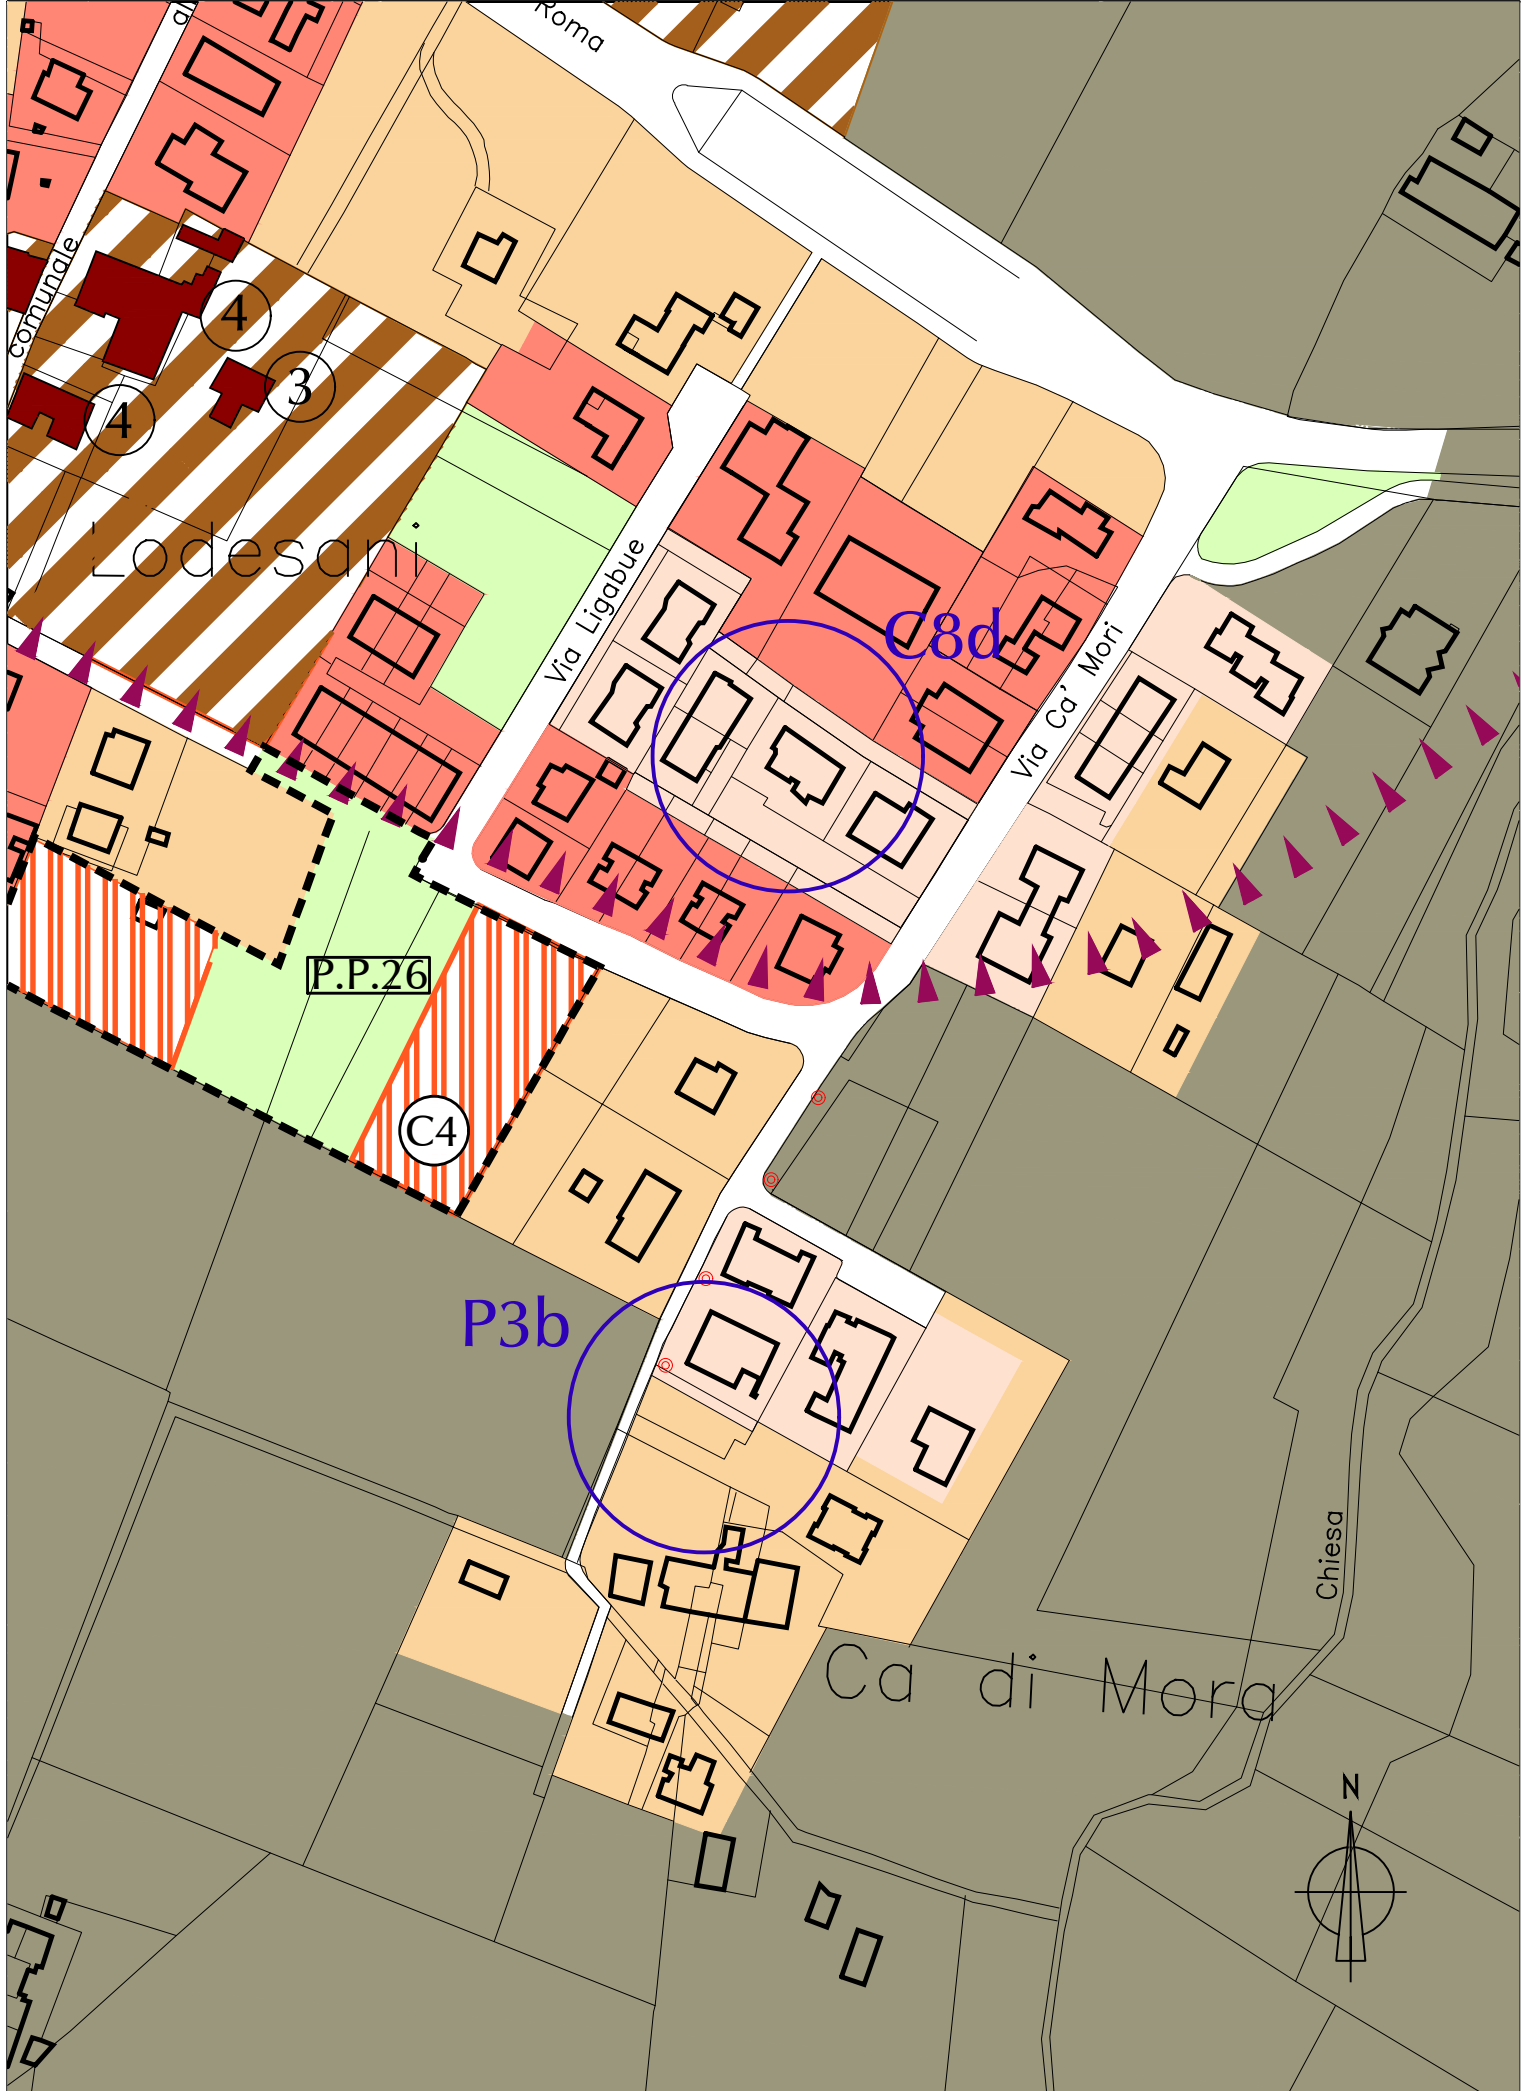 Roma
comunale
4
3
4
Lodesani
Via Ligabue
C8d
Via Ca' Mori
P.P.26
C4
P3b
Chiesa
Ca di Mora
N